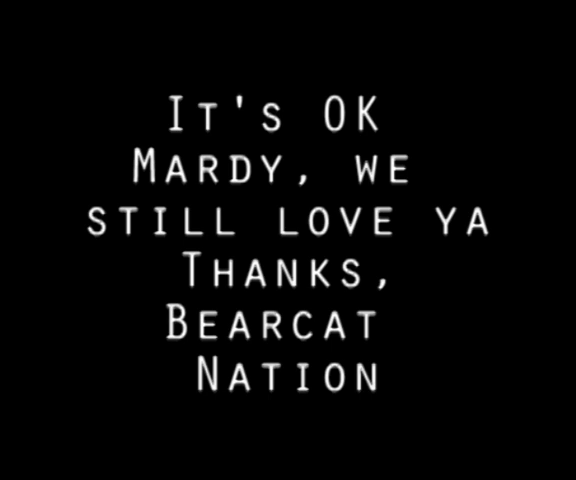 It's OK
Mardy, we
still love ya
Thanks,
Bearcat
Nation